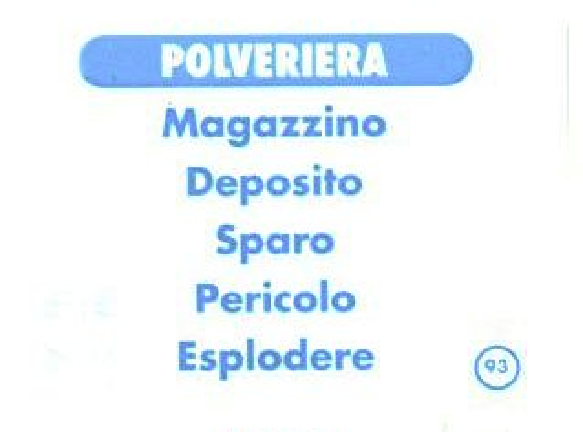 POLVERIERA
Magazzino
Deposito
Sparo
Pericolo
Esplodere
93